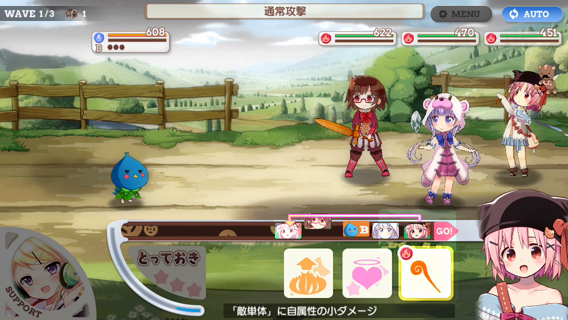 WAVE 1/3
1
通常攻撃
MENU
AUTO
608
B
622
470
451
B
GO!
とっておき
SUPPORT
「敵単体」に自属性の小ダメージ